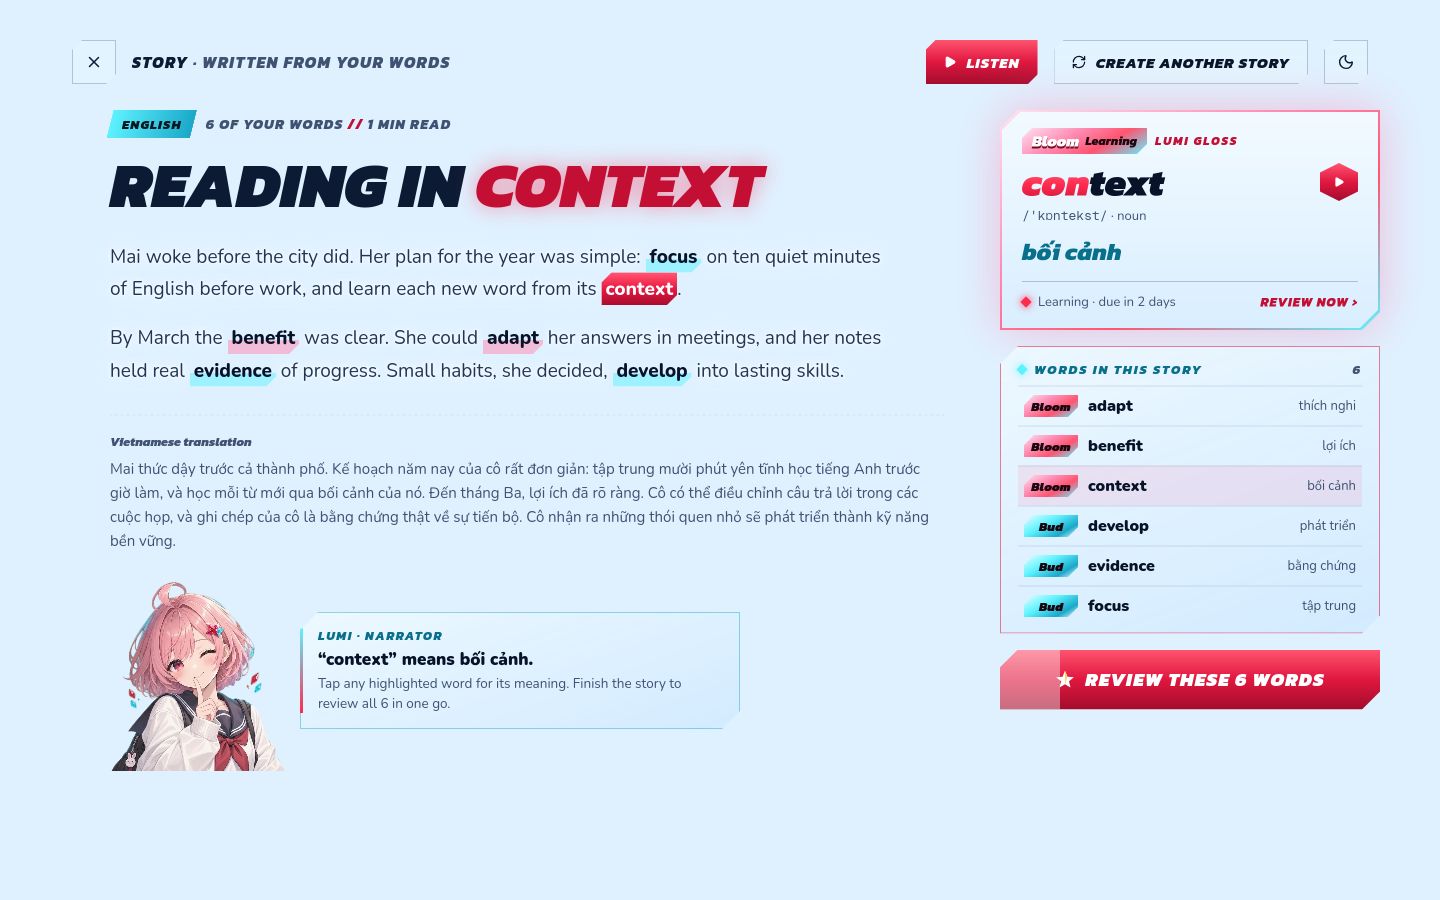 STORY · WRITTEN FROM YOUR WORDS
LISTEN
CREATE ANOTHER STORY
ENGLISH
6 OF YOUR WORDS // 1 MIN READ
READING IN CONTEXT
Mai woke before the city did. Her plan for the year was simple: focus on ten quiet minutes
of English before work, and learn each new word from its context.
By March the benefit was clear. She could adapt her answers in meetings, and her notes
held real evidence of progress. Small habits, she decided, develop into lasting skills.
Vietnamese translation
Mai thức dậy trước cả thành phố. Kế hoạch năm nay của cô rất đơn giản: tập trung mười phút yên tĩnh học tiếng Anh trước
giờ làm, và học mỗi từ mới qua bối cảnh của nó. Đến tháng Ba, lợi ích đã rõ ràng. Cô có thể điều chỉnh câu trả lời trong các
cuộc họp, và ghi chép của cô là bằng chứng thật về sự tiến bộ. Cô nhận ra những thói quen nhỏ sẽ phát triển thành kỹ năng
bền vững.
LUMI · NARRATOR
“context” means bối cảnh.
Tap any highlighted word for its meaning. Finish the story to
review all 6 in one go.
Bloom Learning LUMI GLOSS
context
/ˈkɒntekst/ · noun
bối cảnh
Learning · due in 2 days
REVIEW NOW ›
WORDS IN THIS STORY 6
Bloom adapt thích nghi
Bloom benefit lợi ích
Bloom context bối cảnh
Bud develop phát triển
Bud evidence bằng chứng
Bud focus tập trung
REVIEW THESE 6 WORDS